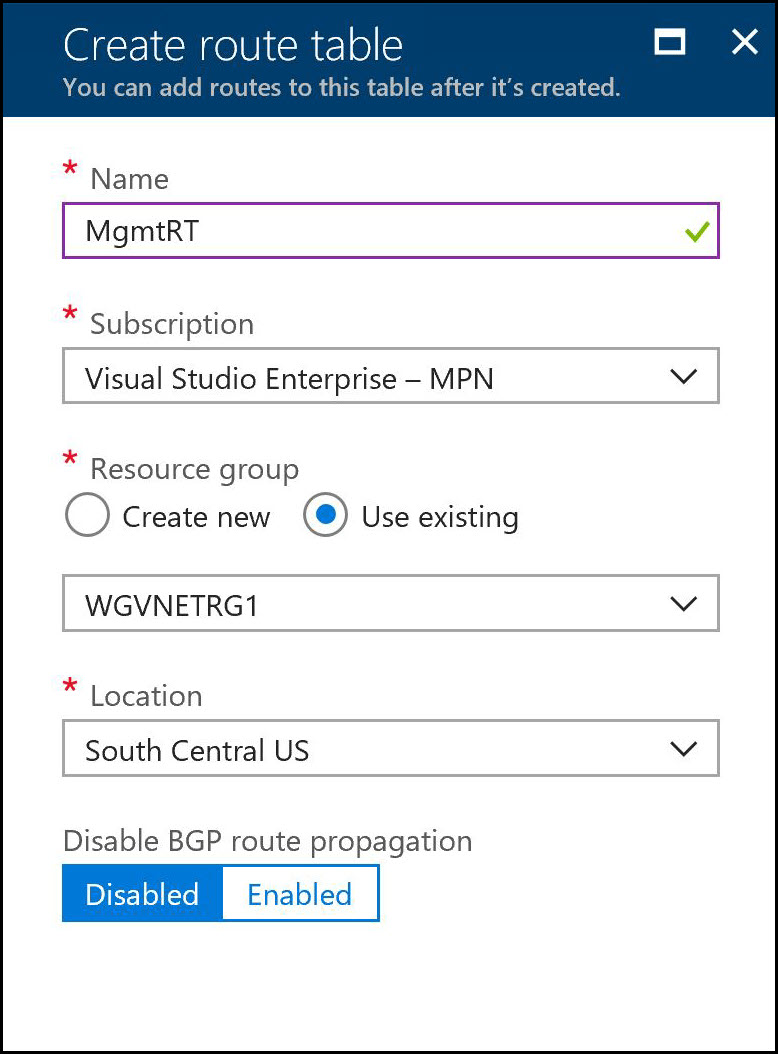 Create route table
You can add routes to this table after it’s created.
* Name
MgmtRT
* Subscription
Visual Studio Enterprise – MPN
* Resource group
Create new Use existing
WGVNETRG1
* Location
South Central US
Disable BGP route propagation
Disabled Enabled